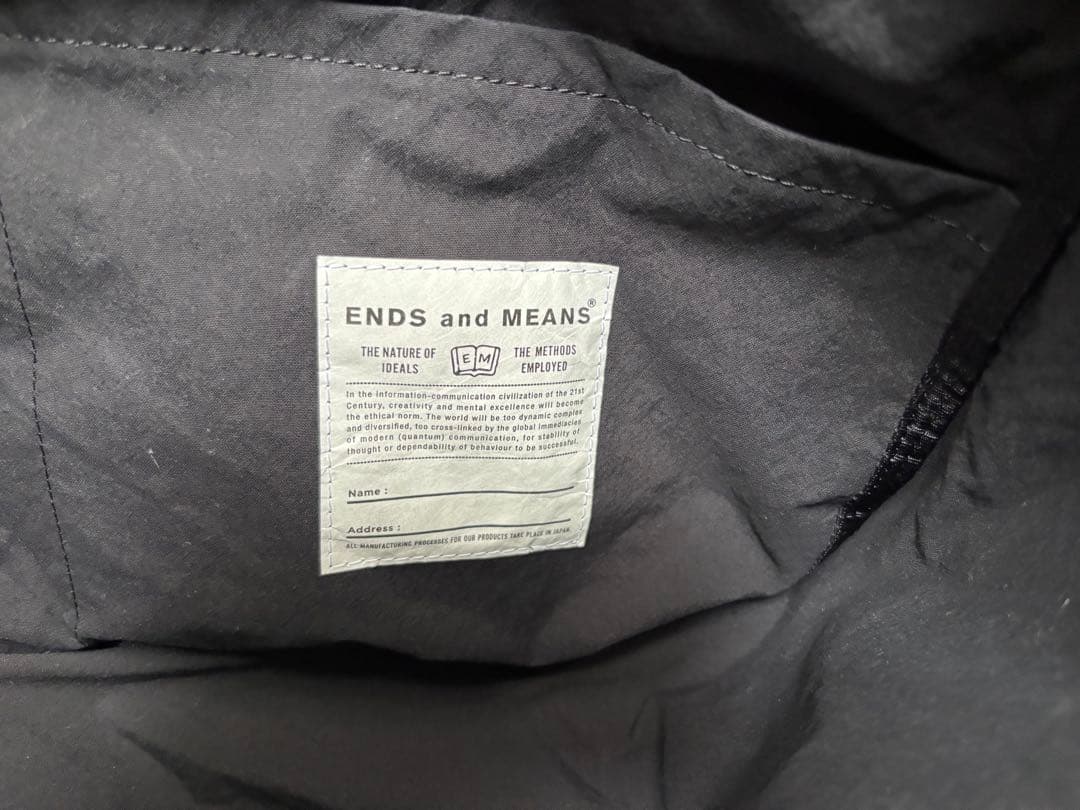 ENDS and MEANS®
THE NATURE OF
IDEALS
E M
THE METHODS
EMPLOYED
In the information-communication civilization of the 21st
Century, creativity and mental excellence will become
the ethical norm. The world will be too dynamic complex
and diversified, too cross-linked by the global immediacies
of modern (quantum) communication, for stability of
thought or dependability of behaviour to be successful.
Name :
Address :
ALL MANUFACTURING PROCESSES FOR OUR PRODUCTS TAKE PLACE IN JAPAN.